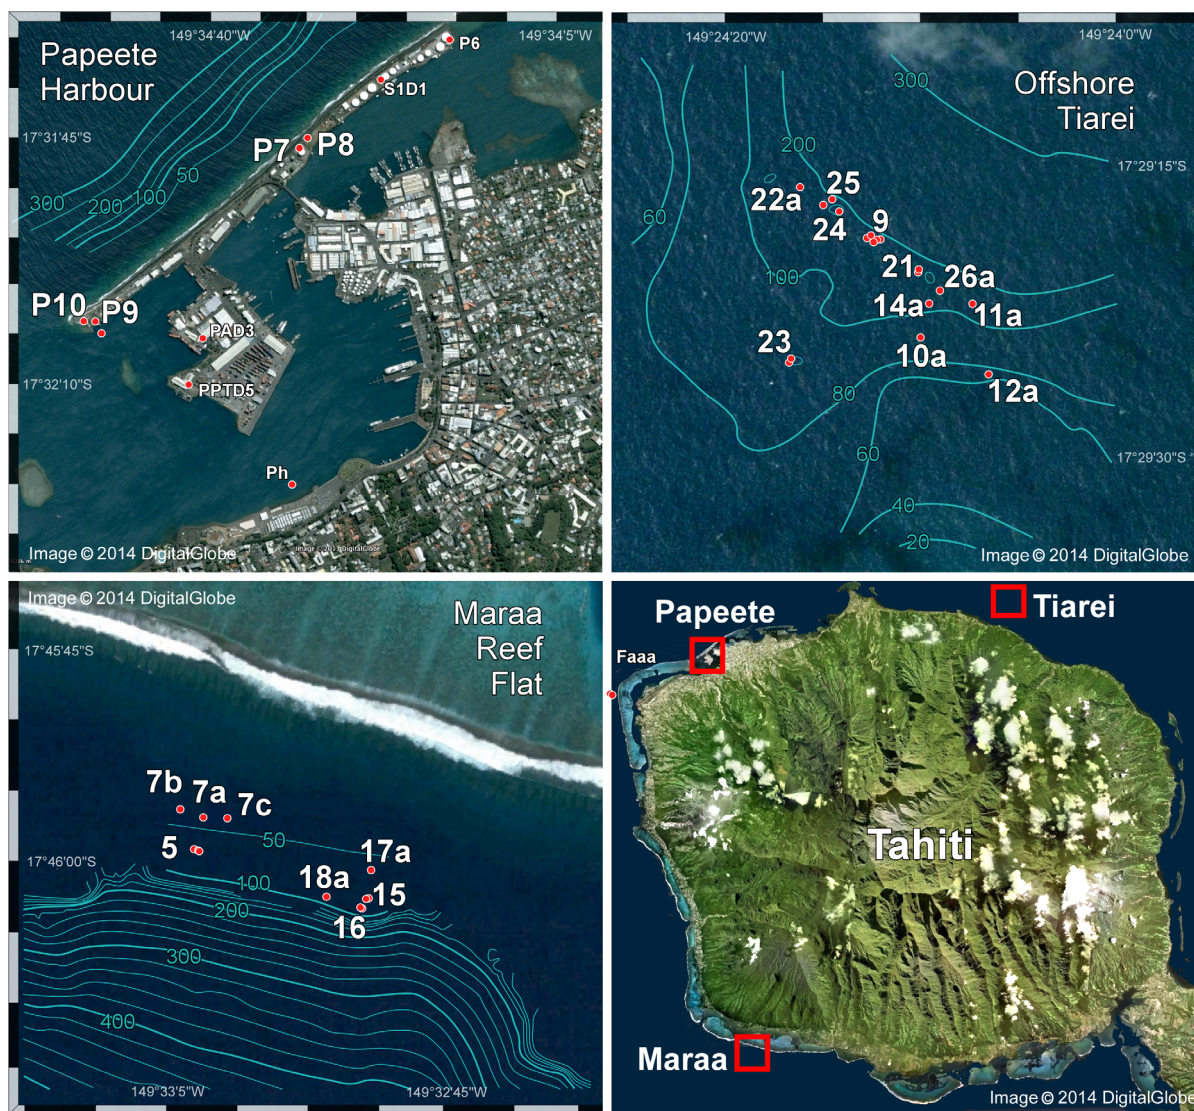 149°34'40"W
149°34'5"W
Papeete
Harbour
P6
S1D1
17°31'45"S
P7
P8
50
100
200
300
P10
P9
PAD3
17°32'10"S
PPTD5
Ph
Image © 2014 DigitalGlobe
149°24'20"W
149°24'0"W
Offshore
Tiarei
300
200
17°29'15"S
22a
25
24
9
60
100
21
26a
14a
11a
23
10a
80
12a
60
17°29'30"S
40
20
Image © 2014 DigitalGlobe
Image © 2014 DigitalGlobe
Maraa
Reef
Flat
17°45'45"S
7b
7a
7c
50
5
17°46'00"S
17a
100
18a
15
200
16
300
400
149°33'5"W
149°32'45"W
Papeete
Tiarei
Faaa
Tahiti
Maraa
Image © 2014 DigitalGlobe